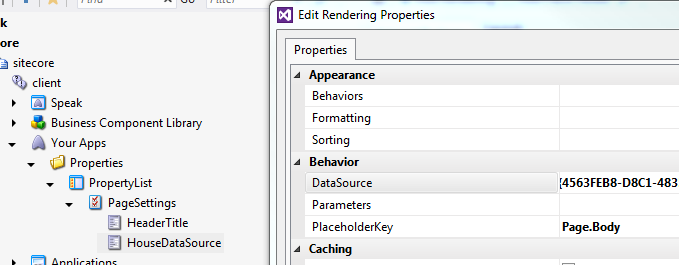 Find
Go
Filter
k
ore
sitecore
client
Speak
Business Component Library
Your Apps
Properties
PropertyList
PageSettings
HeaderTitle
HouseDataSource
Applications
Edit Rendering Properties
Properties
Appearance
Behaviors
Formatting
Sorting
Behavior
DataSource {4563FEB8-D8C1-483
Parameters
PlaceholderKey Page.Body
Caching